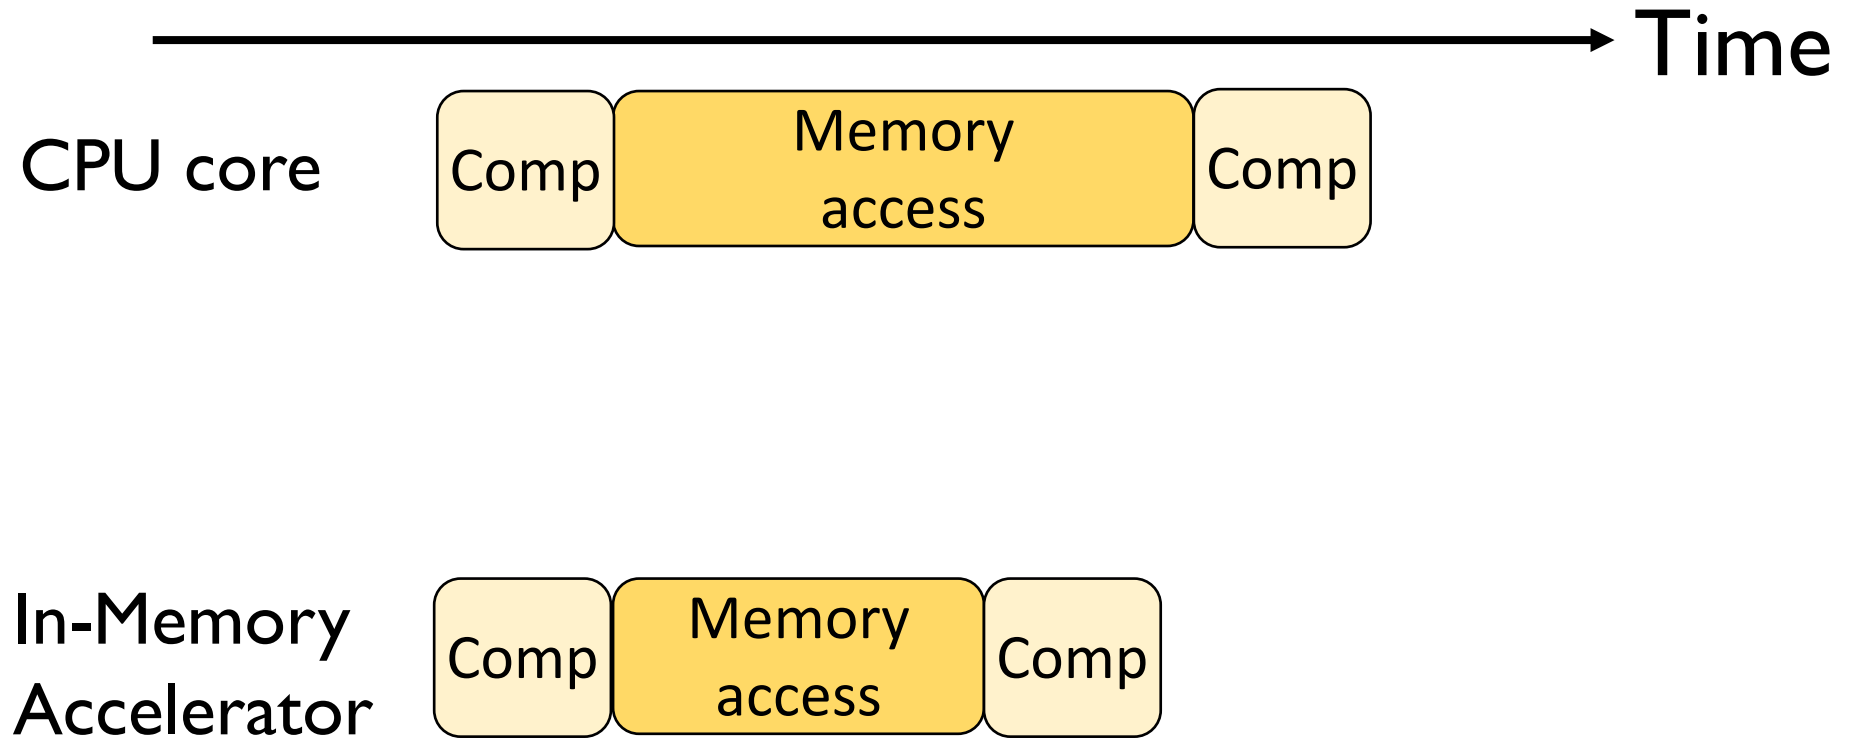 Time
CPU core
Comp
Memory
access
Comp
In-Memory
Accelerator
Comp
Memory
access
Comp